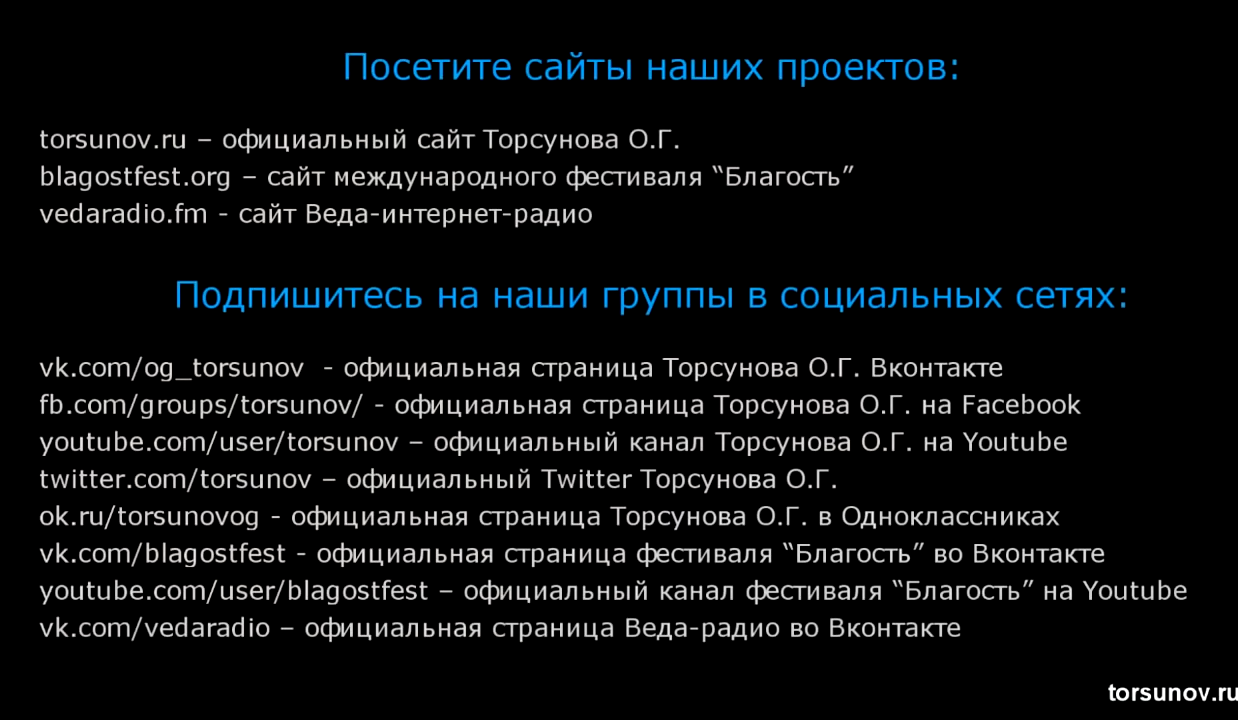 Посетите сайты наших проектов:
torsunov.ru – официальный сайт Торсунова О.Г.
blagostfest.org – сайт международного фестиваля “Благость”
vedaradio.fm - сайт Веда-интернет-радио
Подпишитесь на наши группы в социальных сетях:
vk.com/og_torsunov  - официальная страница Торсунова О.Г. Вконтакте
fb.com/groups/torsunov/ - официальная страница Торсунова О.Г. на Facebook
youtube.com/user/torsunov – официальный канал Торсунова О.Г. на Youtube
twitter.com/torsunov – официальный Twitter Торсунова О.Г.
ok.ru/torsunovog - официальная страница Торсунова О.Г. в Одноклассниках
vk.com/blagostfest - официальная страница фестиваля “Благость” во Вконтакте
youtube.com/user/blagostfest – официальный канал фестиваля “Благость” на Youtube
vk.com/vedaradio – официальная страница Веда-радио во Вконтакте
torsunov.ru